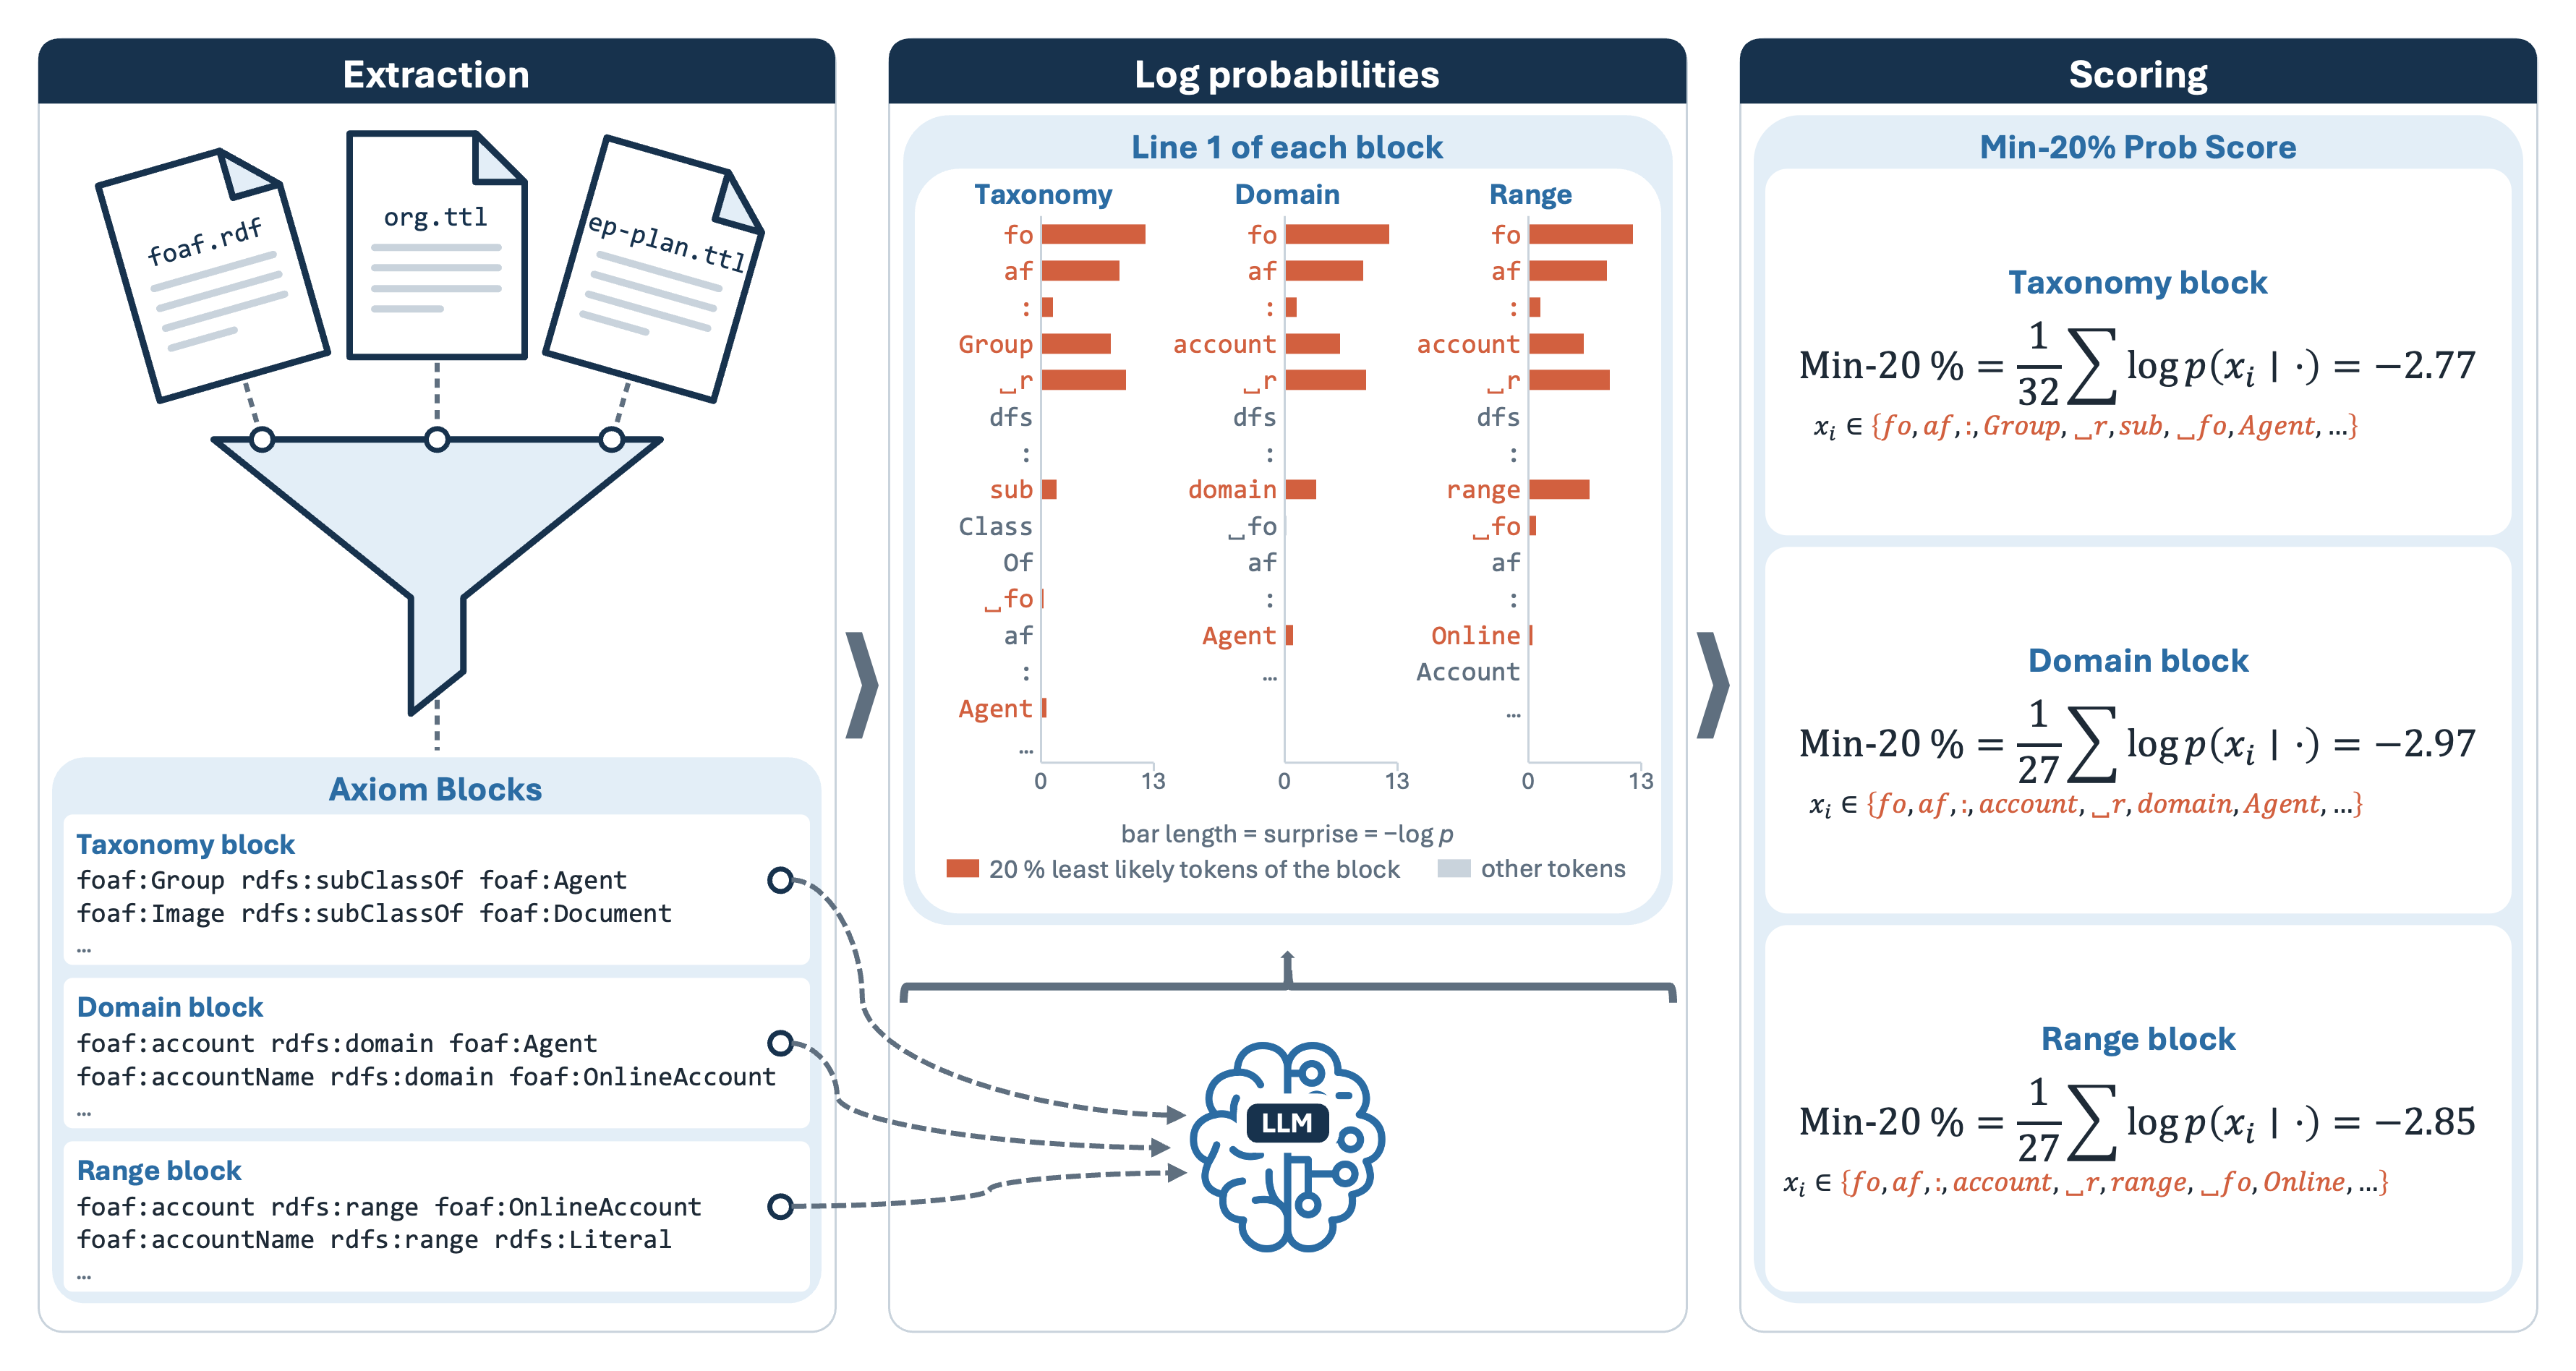 Extraction
foaf.rdf
org.ttl
ep-plan.ttl
Axiom Blocks
Taxonomy block
foaf:Group rdfs:subClassOf foaf:Agent
foaf:Image rdfs:subClassOf foaf:Document
…
Domain block
foaf:account rdfs:domain foaf:Agent
foaf:accountName rdfs:domain foaf:OnlineAccount
…
Range block
foaf:account rdfs:range foaf:OnlineAccount
foaf:accountName rdfs:range rdfs:Literal
…
Log probabilities
Line 1 of each block
Taxonomy
fo
af
:
Group
␣r
dfs
:
sub
Class
Of
␣fo
af
:
Agent
…
0 13
Domain
fo
af
:
account
␣r
dfs
:
domain
␣fo
af
:
Agent
…
0 13
Range
fo
af
:
account
␣r
dfs
:
range
␣fo
af
:
Online
Account
…
0 13
bar length = surprise = −log p
20 % least likely tokens of the block other tokens
LLM
Scoring
Min-20% Prob Score
Taxonomy block
Min-20 % = 1/32 ∑ log p(xᵢ | ·) = −2.77
xᵢ ∈ {fo, af, :, Group, ␣r, sub, ␣fo, Agent, …}
Domain block
Min-20 % = 1/27 ∑ log p(xᵢ | ·) = −2.97
xᵢ ∈ {fo, af, :, account, ␣r, domain, Agent, …}
Range block
Min-20 % = 1/27 ∑ log p(xᵢ | ·) = −2.85
xᵢ ∈ {fo, af, :, account, ␣r, range, ␣fo, Online, …}